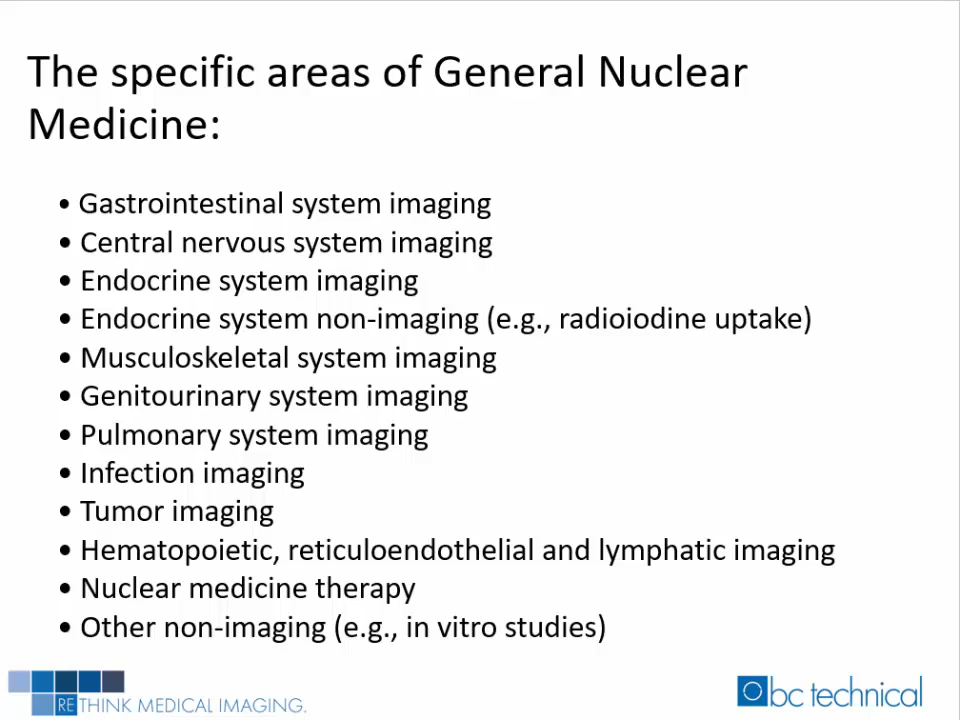 The specific areas of General Nuclear
Medicine:
• Gastrointestinal system imaging
• Central nervous system imaging
• Endocrine system imaging
• Endocrine system non-imaging (e.g., radioiodine uptake)
• Musculoskeletal system imaging
• Genitourinary system imaging
• Pulmonary system imaging
• Infection imaging
• Tumor imaging
• Hematopoietic, reticuloendothelial and lymphatic imaging
• Nuclear medicine therapy
• Other non-imaging (e.g., in vitro studies)
RETHINK MEDICAL IMAGING.
bc technical